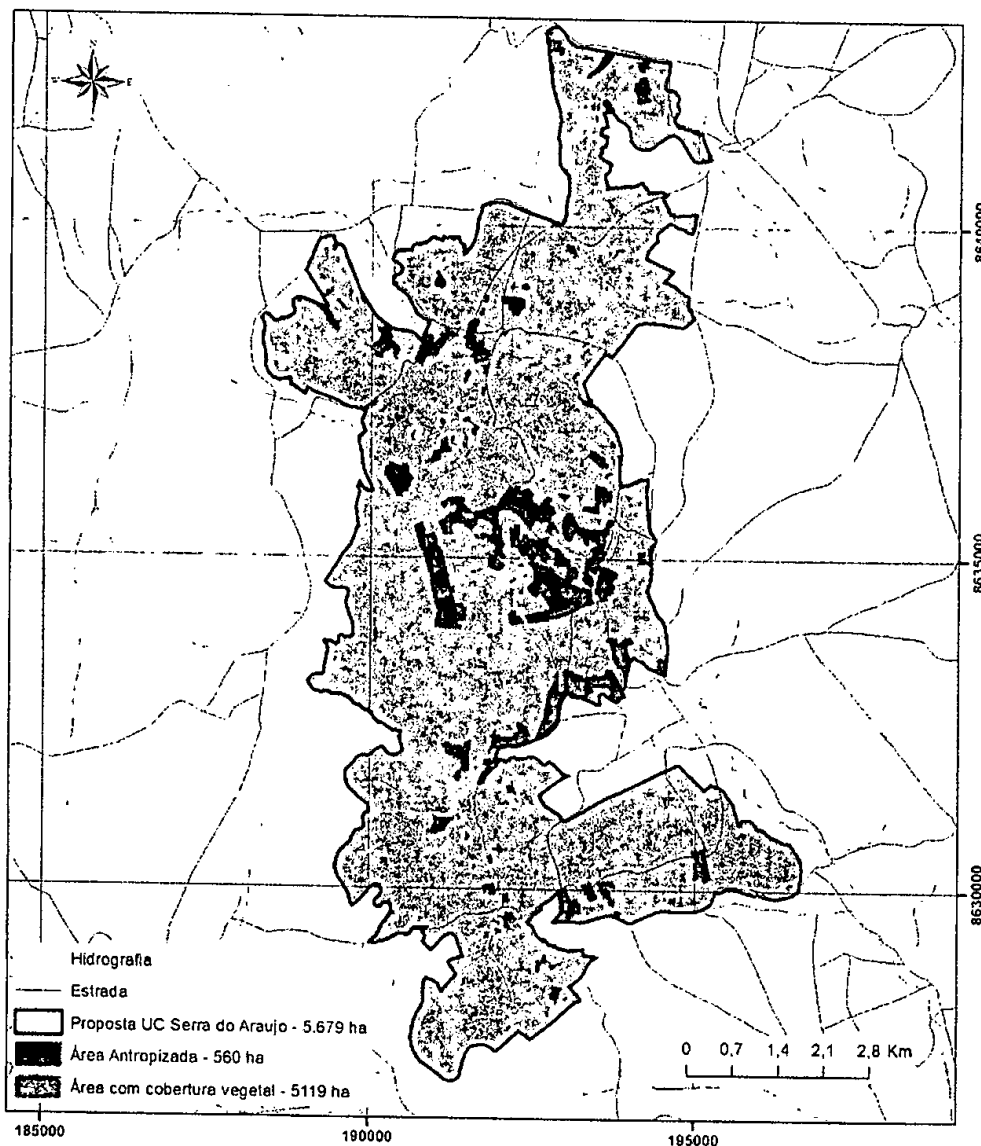 N
E
8640000
8635000
8630000
Hidrografia
Estrada
Proposta UC Serra do Araujo - 5.679 ha
Área Antropizada - 560 ha
Área com cobertura vegetal - 5119 ha
0 0,7 1,4 2,1 2,8 Km
185000 190000 195000